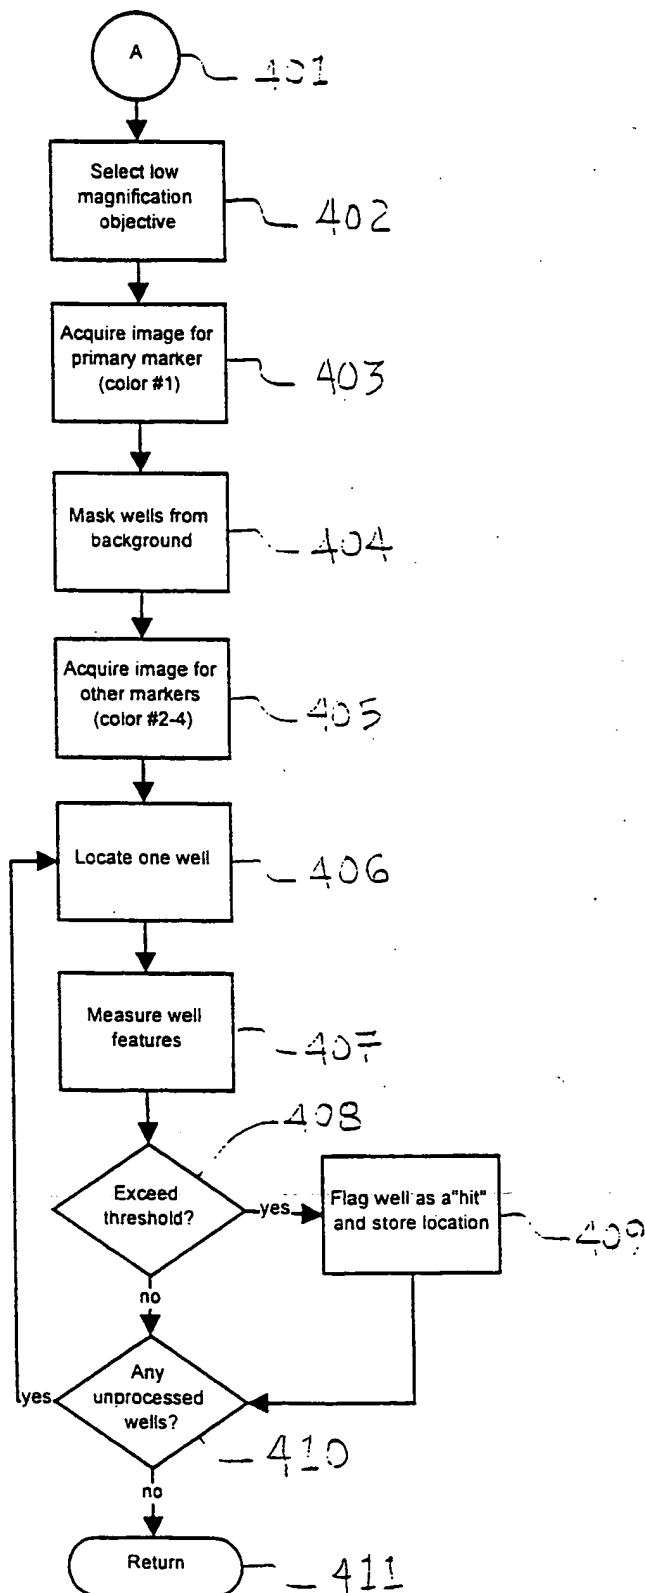 A
401
Select low
magnification
objective
402
Acquire image for
primary marker
(color #1)
403
Mask wells from
background
404
Acquire image for
other markers
(color #2-4)
405
Locate one well
406
Measure well
features
407
408
Exceed
threshold?
yes
Flag well as a"hit"
and store location
409
no
Any
unprocessed
wells?
yes
410
no
Return
411